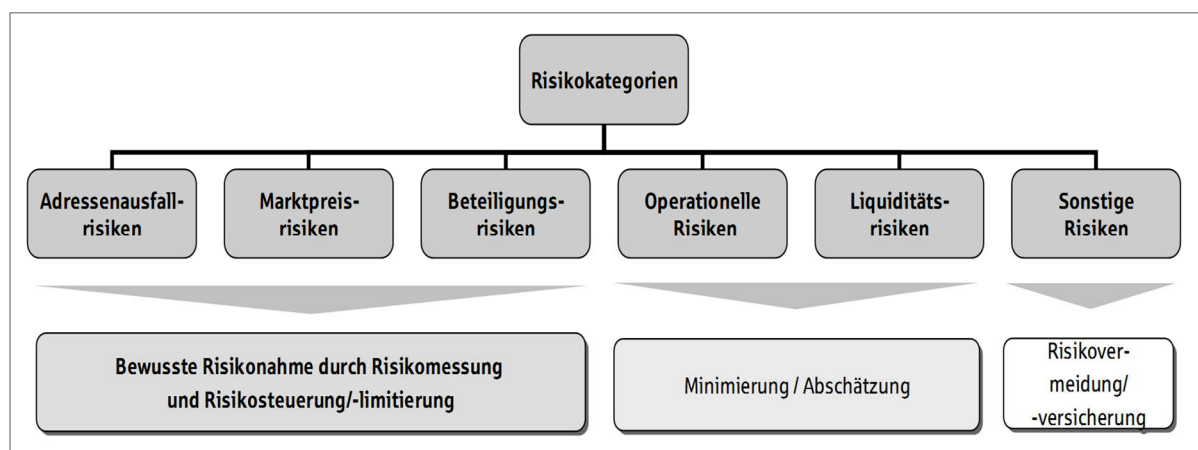 Risikokategorien
Adressenausfall-
risiken
Marktpreis-
risiken
Beteiligungs-
risiken
Operationelle
Risiken
Liquiditäts-
risiken
Sonstige
Risiken
Bewusste Risikonahme durch Risikomessung
und Risikosteuerung/-limitierung
Minimierung / Abschätzung
Risikover-
meidung/
-versicherung